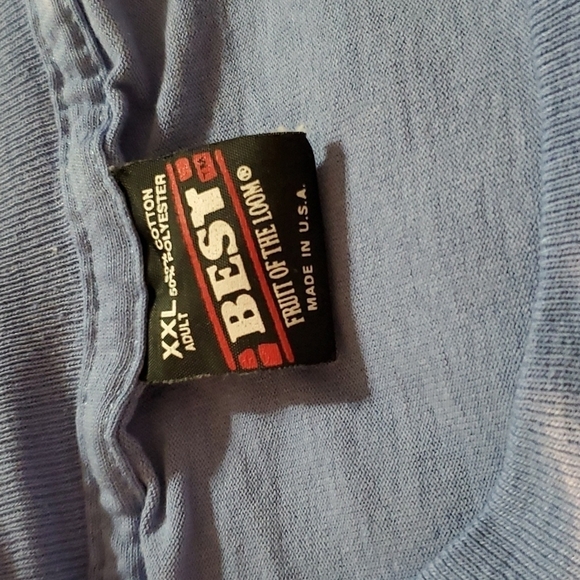 XXL 50% COTTON
ADULT 50% POLYESTER
BEST
FRUIT OF THE LOOM®
MADE IN U.S.A.